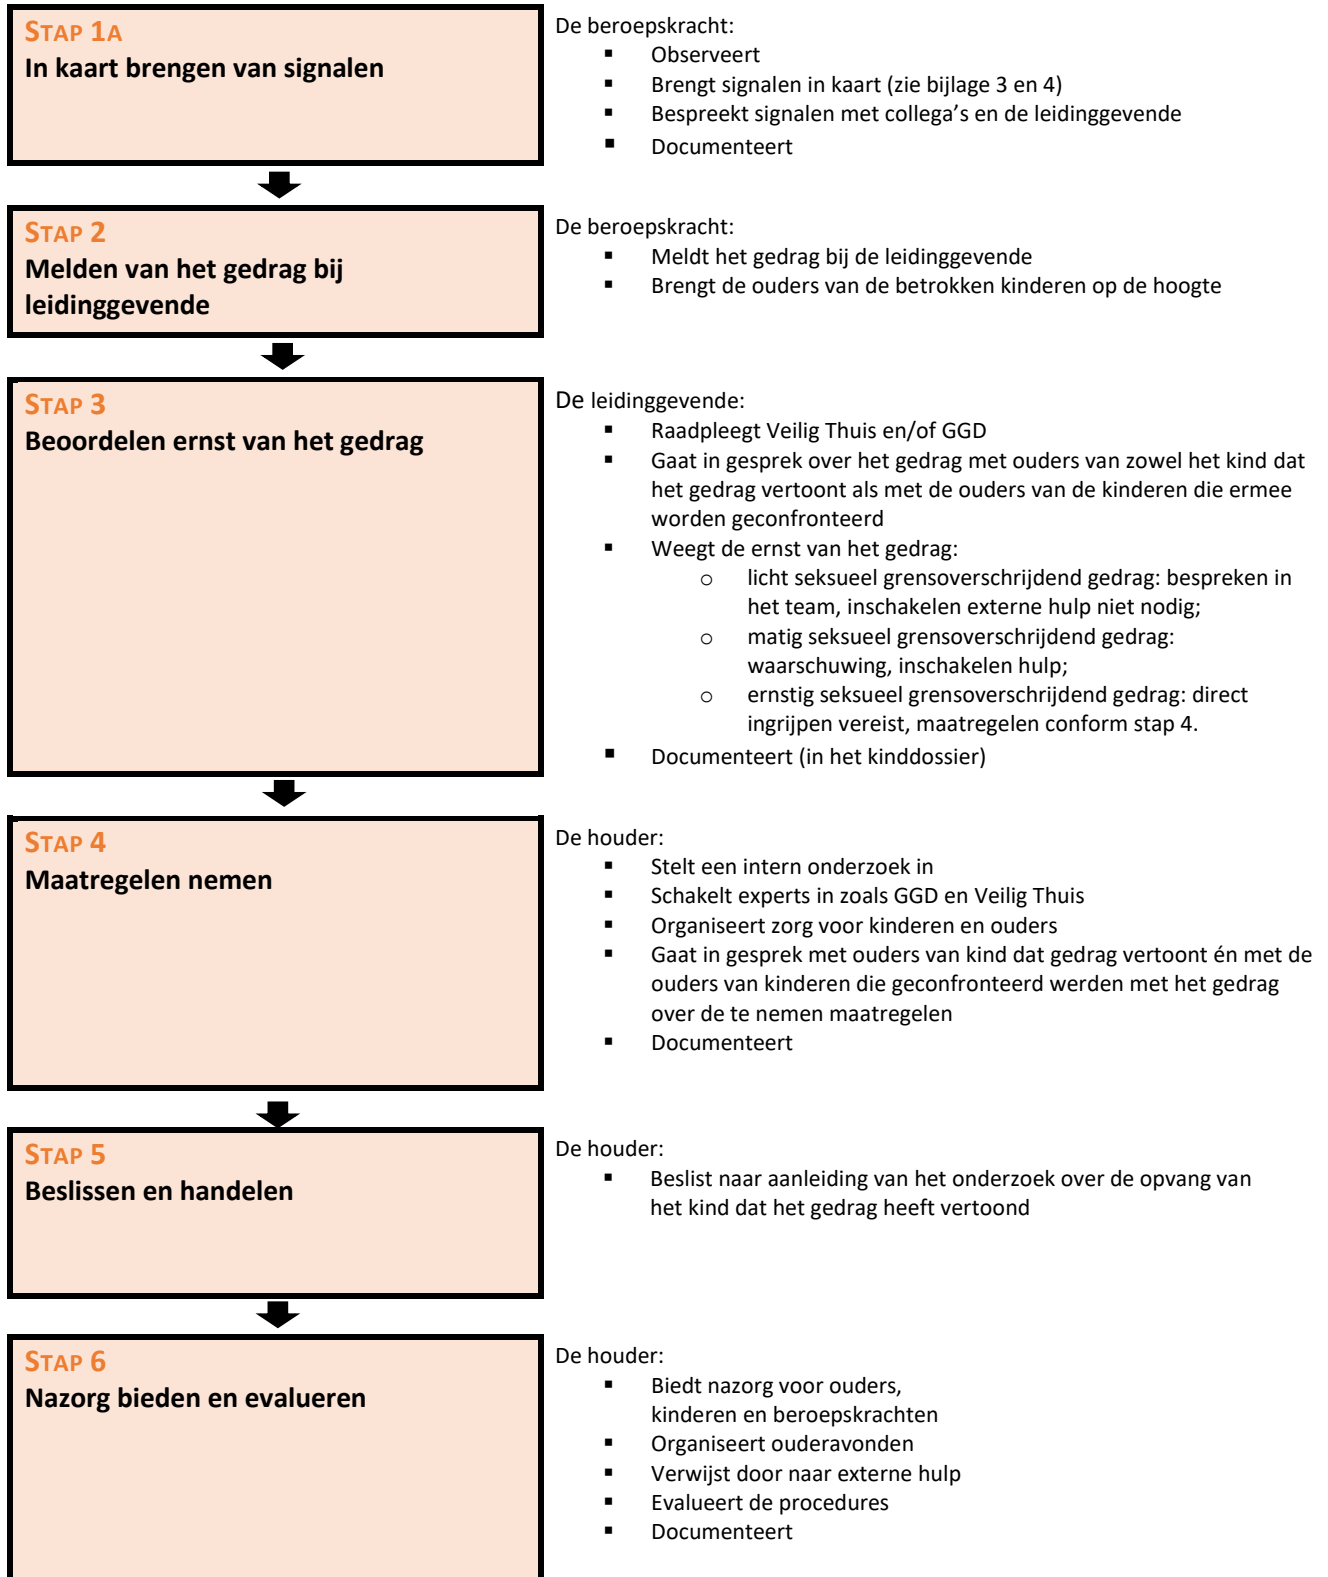 STAP 1A
In kaart brengen van signalen
De beroepskracht:
▪ Observeert
▪ Brengt signalen in kaart (zie bijlage 3 en 4)
▪ Bespreekt signalen met collega's en de leidinggevende
▪ Documenteert
STAP 2
Melden van het gedrag bij
leidinggevende
De beroepskracht:
▪ Meldt het gedrag bij de leidinggevende
▪ Brengt de ouders van de betrokken kinderen op de hoogte
STAP 3
Beoordelen ernst van het gedrag
De leidinggevende:
▪ Raadpleegt Veilig Thuis en/of GGD
▪ Gaat in gesprek over het gedrag met ouders van zowel het kind dat
het gedrag vertoont als met de ouders van de kinderen die ermee
worden geconfronteerd
▪ Weegt de ernst van het gedrag:
o licht seksueel grensoverschrijdend gedrag: bespreken in
het team, inschakelen externe hulp niet nodig;
o matig seksueel grensoverschrijdend gedrag:
waarschuwing, inschakelen hulp;
o ernstig seksueel grensoverschrijdend gedrag: direct
ingrijpen vereist, maatregelen conform stap 4.
▪ Documenteert (in het kinddossier)
STAP 4
Maatregelen nemen
De houder:
▪ Stelt een intern onderzoek in
▪ Schakelt experts in zoals GGD en Veilig Thuis
▪ Organiseert zorg voor kinderen en ouders
▪ Gaat in gesprek met ouders van kind dat gedrag vertoont én met de
ouders van kinderen die geconfronteerd werden met het gedrag
over de te nemen maatregelen
▪ Documenteert
STAP 5
Beslissen en handelen
De houder:
▪ Beslist naar aanleiding van het onderzoek over de opvang van
het kind dat het gedrag heeft vertoond
STAP 6
Nazorg bieden en evalueren
De houder:
▪ Biedt nazorg voor ouders,
kinderen en beroepskrachten
▪ Organiseert ouderavonden
▪ Verwijst door naar externe hulp
▪ Evalueert de procedures
▪ Documenteert